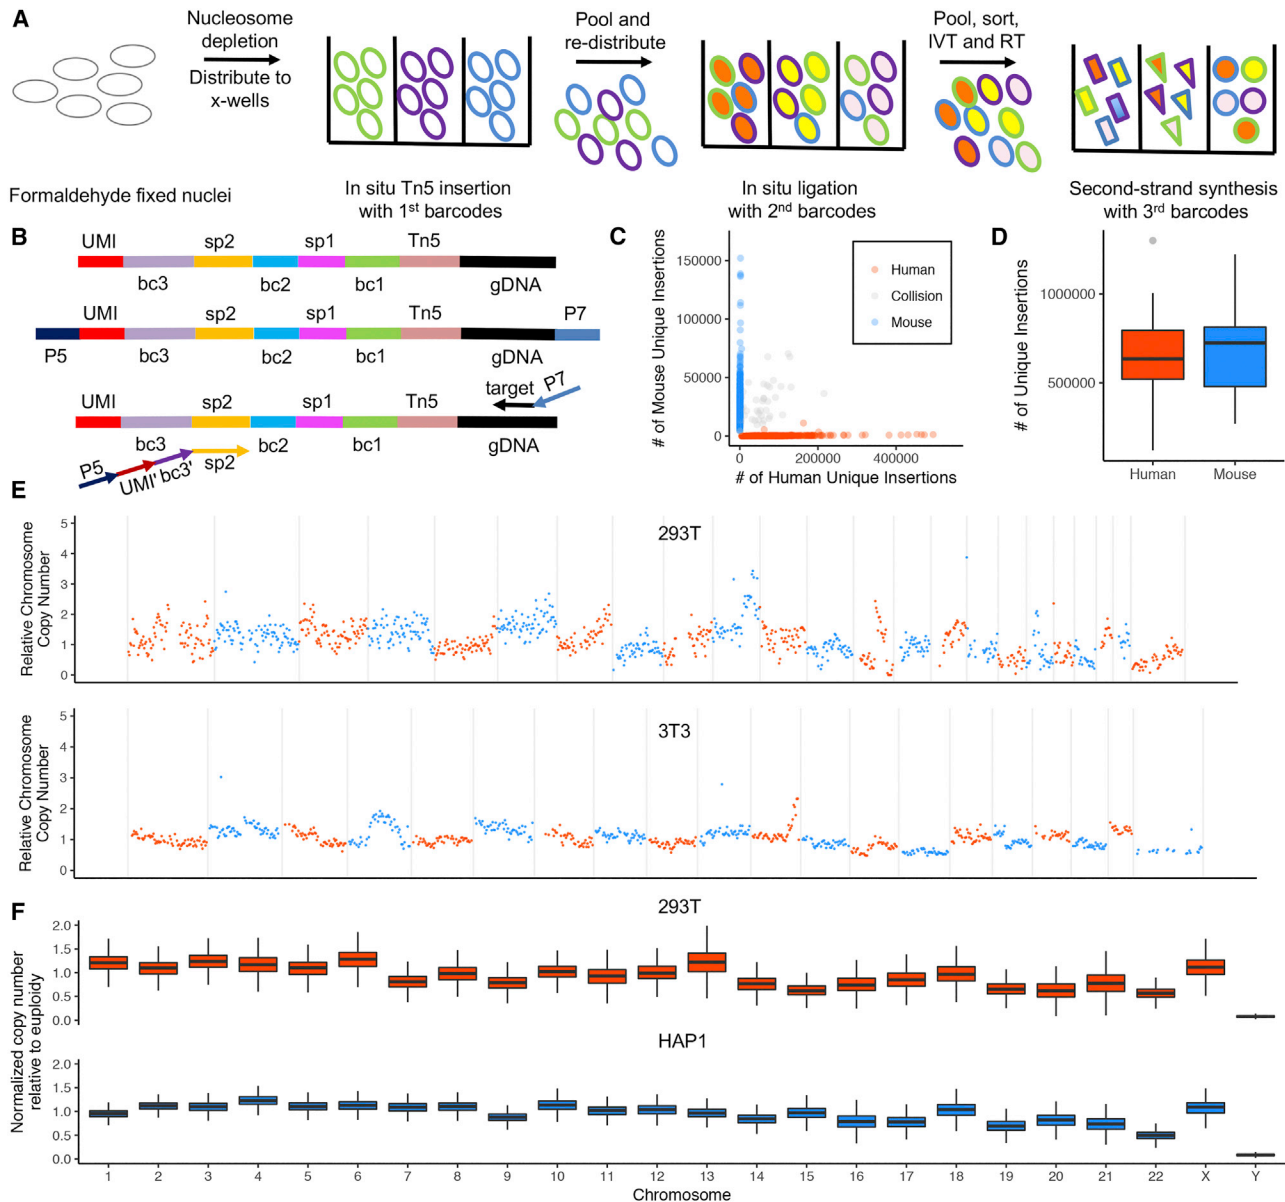 A
Nucleosome
depletion
Distribute to
x-wells
Pool and
re-distribute
Pool, sort,
IVT and RT
Formaldehyde fixed nuclei
In situ Tn5 insertion
with 1st barcodes
In situ ligation
with 2nd barcodes
Second-strand synthesis
with 3rd barcodes
B
UMI sp2 sp1 Tn5
bc3 bc2 bc1 gDNA
UMI sp2 sp1 Tn5 P7
P5 bc3 bc2 bc1 gDNA
target P7
UMI sp2 sp1 Tn5
bc3 bc2 bc1 gDNA
P5 UMI' bc3' sp2
C
# of Mouse Unique Insertions
150000
100000
50000
0
Human
Collision
Mouse
0 200000 400000
# of Human Unique Insertions
D
# of Unique Insertions
1000000
500000
Human Mouse
E
293T
Relative Chromosome
Copy Number
5
4
3
2
1
0
3T3
Relative Chromosome
Copy Number
5
4
3
2
1
0
F
293T
Normalized copy number
relative to euploidy
2.0
1.5
1.0
0.5
0.0
HAP1
2.0
1.5
1.0
0.5
0.0
1 2 3 4 5 6 7 8 9 10 11 12 13 14 15 16 17 18 19 20 21 22 X Y
Chromosome